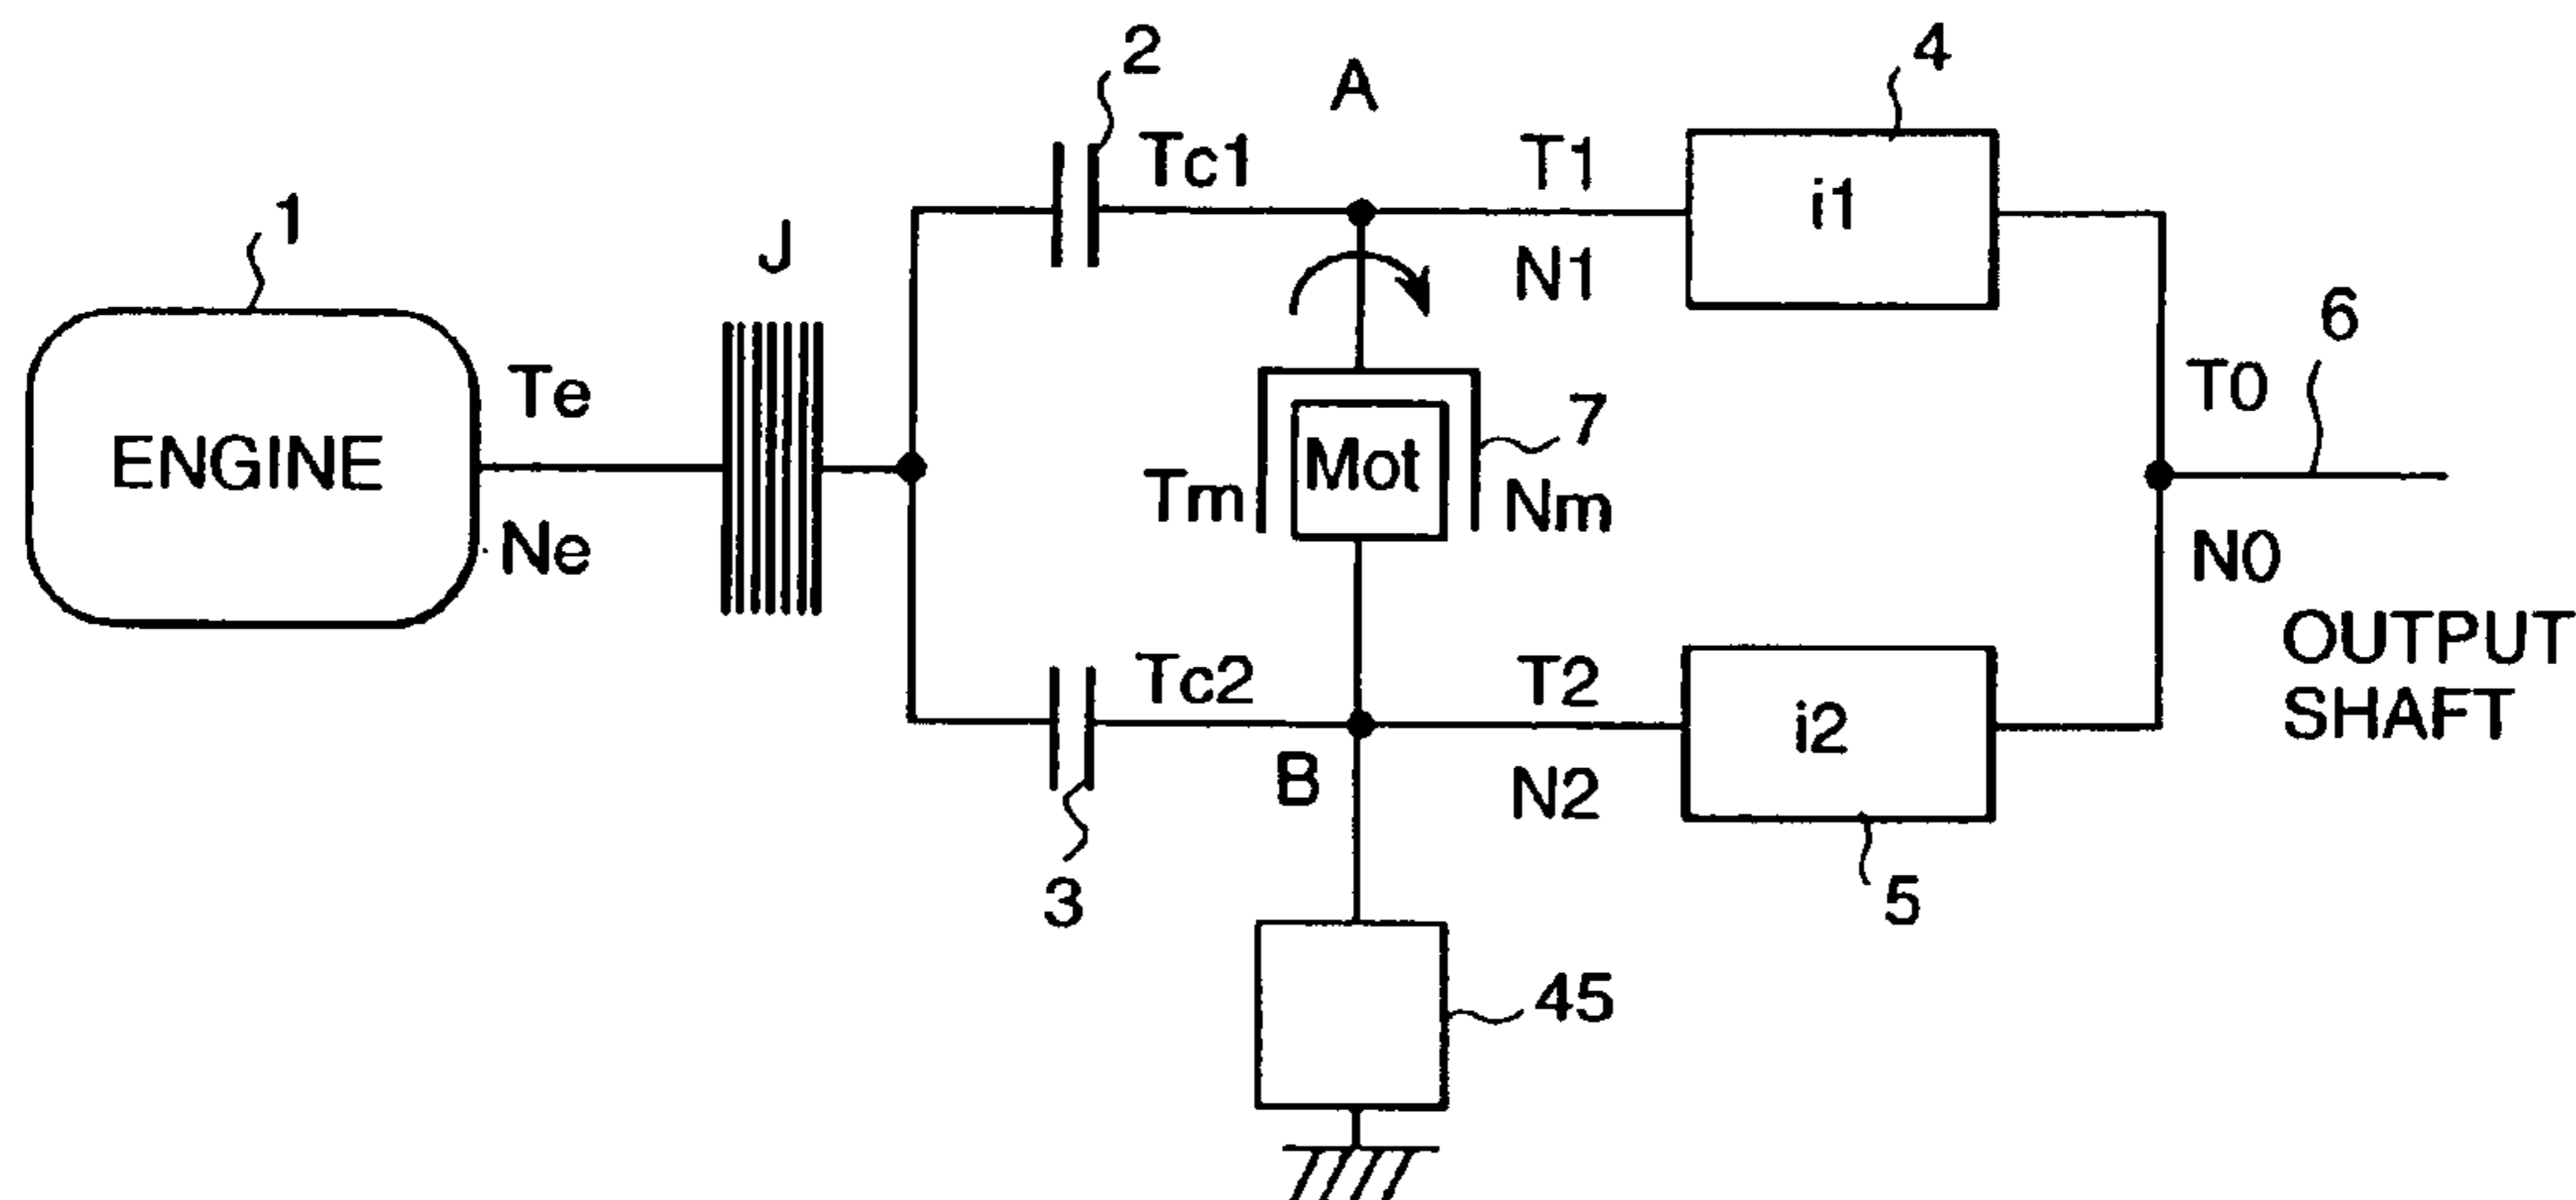 2
A
4
Tc1
T1
i1
1
J
N1
6
Te
T0
7
ENGINE
Mot
Tm
Nm
Ne
N0
OUTPUT
SHAFT
Tc2
T2
i2
B
N2
3
5
45